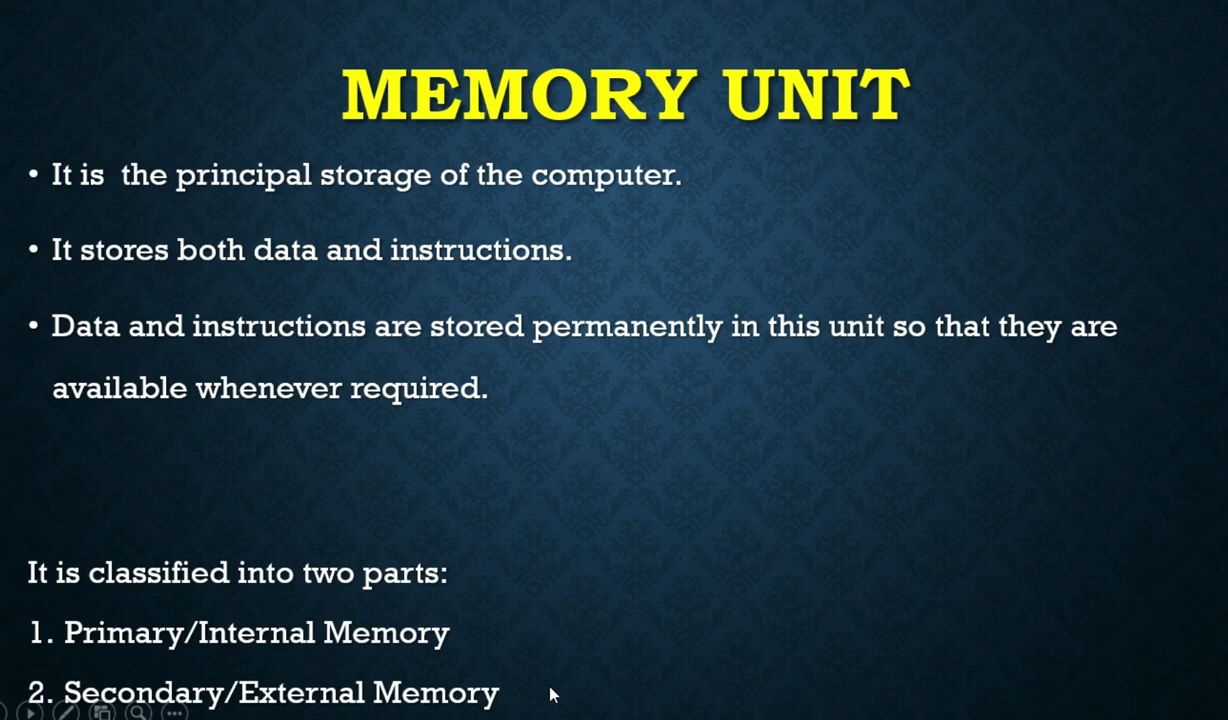 MEMORY UNIT
• It is  the principal storage of the computer.
• It stores both data and instructions.
• Data and instructions are stored permanently in this unit so that they are
available whenever required.
It is classified into two parts:
1. Primary/Internal Memory
2. Secondary/External Memory